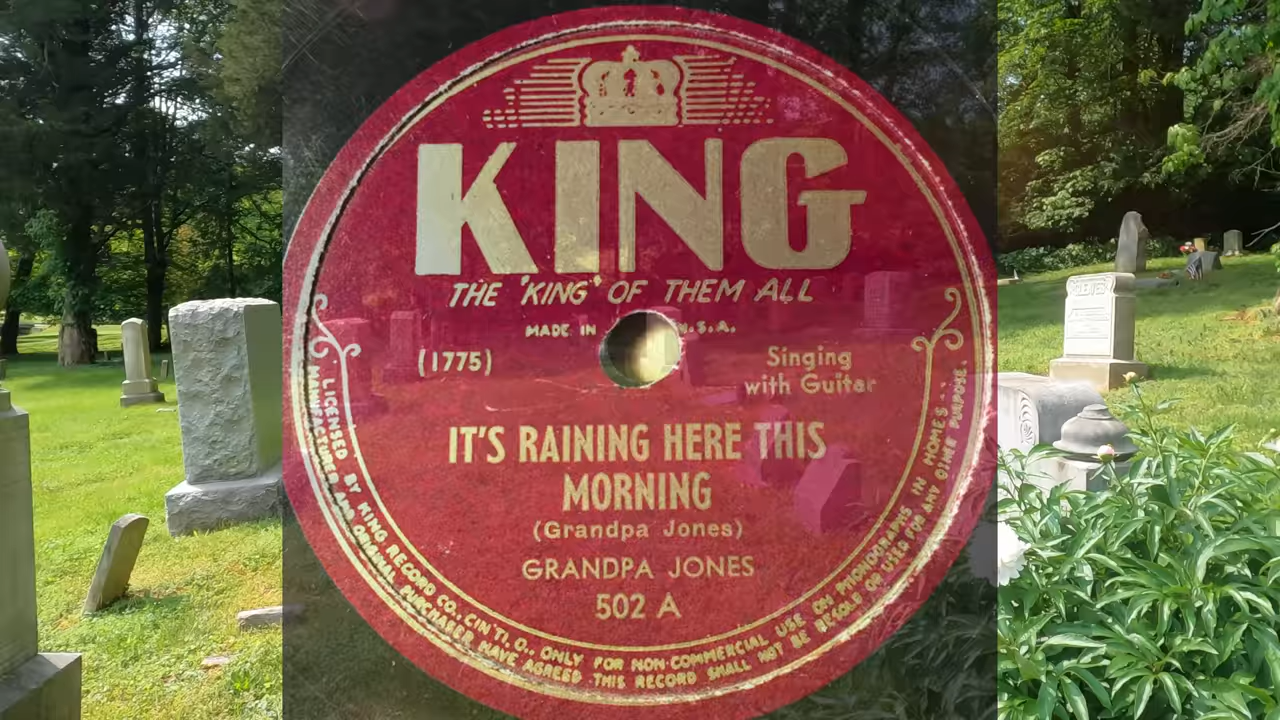 KING
THE 'KING' OF THEM ALL
MADE IN U.S.A.
(1775)
Singing
with Guitar
IT'S RAINING HERE THIS
MORNING
(Grandpa Jones)
GRANDPA JONES
502 A
LICENSED BY KING RECORD CO., CIN'TI, O., ONLY FOR NON-COMMERCIAL USE ON PHONOGRAPHS IN HOMES.
MANUFACTURER AND ORIGINAL PURCHASER HAVE AGREED THIS RECORD SHALL NOT BE RESOLD OR USED FOR ANY OTHER PURPOSE.